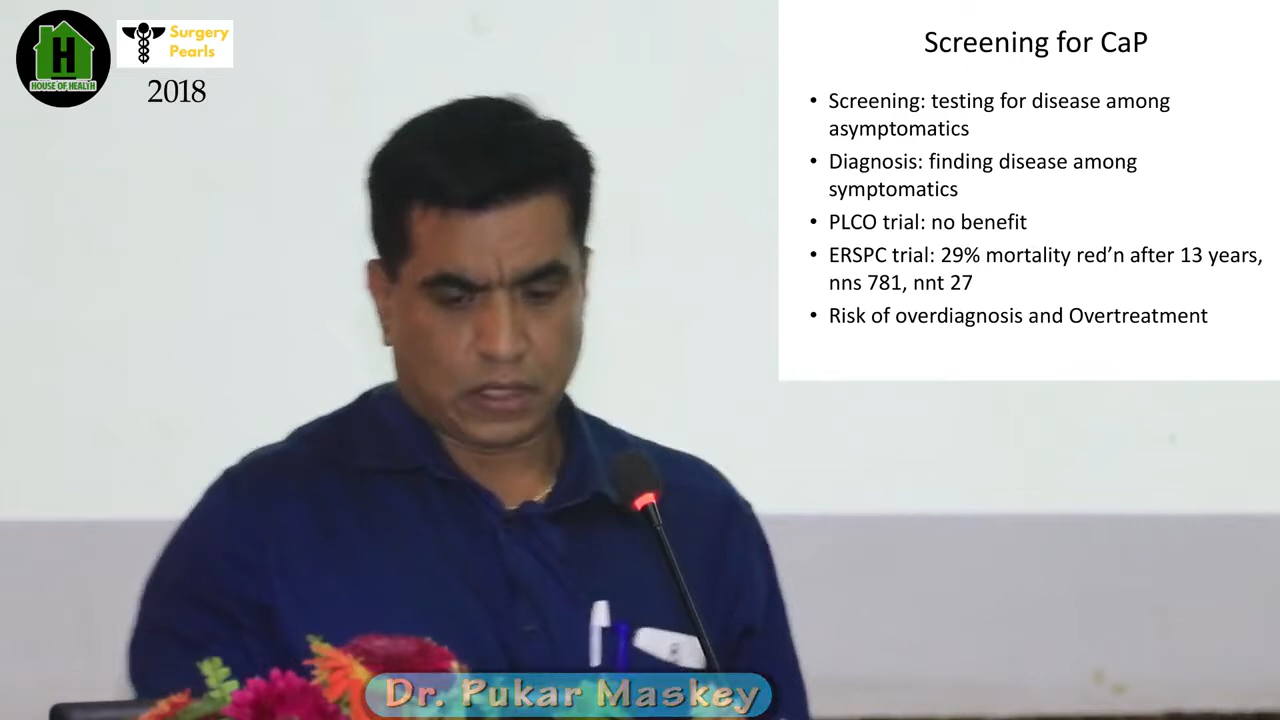 H
HOUSE OF HEALTH
Surgery
Pearls
2018
Screening for CaP
• Screening: testing for disease among
asymptomatics
• Diagnosis: finding disease among
symptomatics
• PLCO trial: no benefit
• ERSPC trial: 29% mortality red’n after 13 years,
nns 781, nnt 27
• Risk of overdiagnosis and Overtreatment
Dr. Pukar Maskey